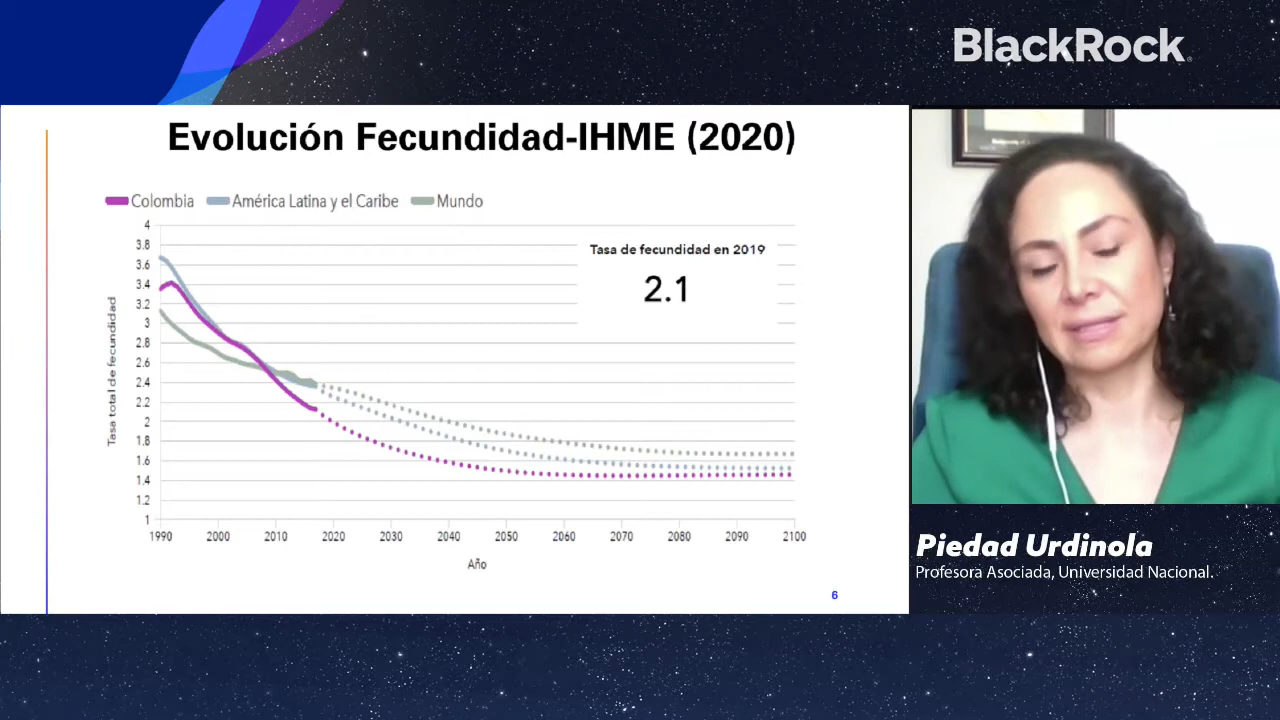 BlackRock
Evolución Fecundidad-IHME (2020)
Colombia América Latina y el Caribe Mundo
Tasa de fecundidad en 2019
2.1
Tasa total de fecundidad
4
3.8
3.6
3.4
3.2
3
2.8
2.6
2.4
2.2
2
1.8
1.6
1.4
1.2
1
1990 2000 2010 2020 2030 2040 2050 2060 2070 2080 2090 2100
Año
6
Piedad Urdinola
Profesora Asociada, Universidad Nacional.